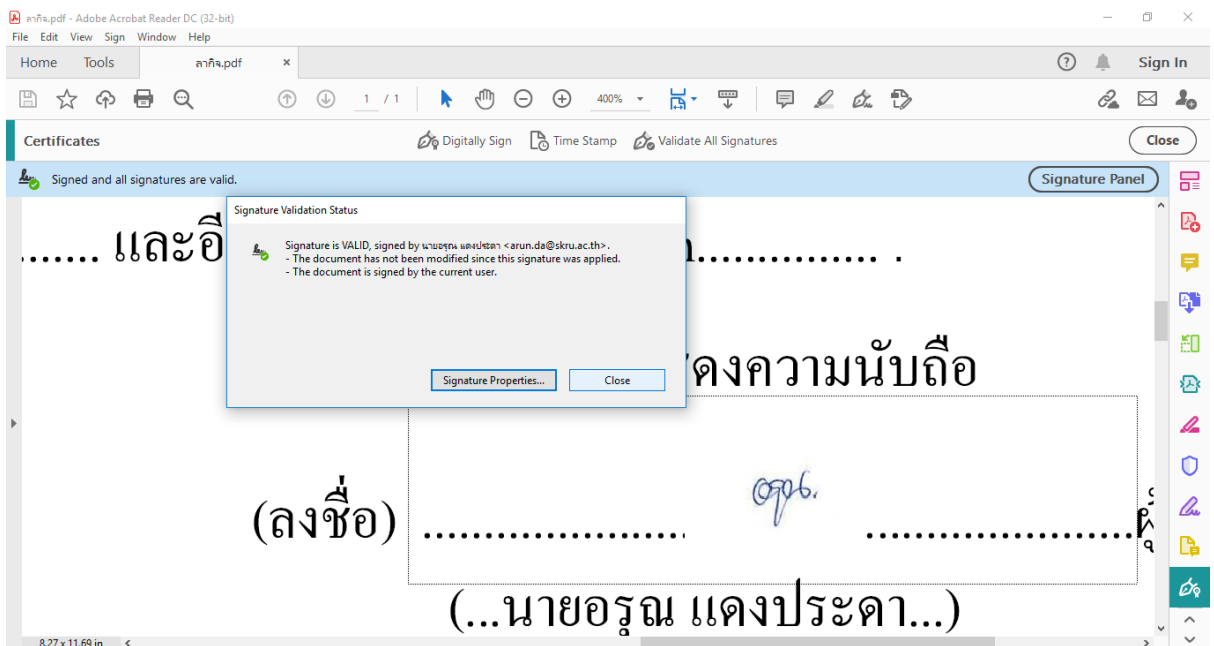 ลากิจ.pdf - Adobe Acrobat Reader DC (32-bit)
File Edit View Sign Window Help
Home Tools ลากิจ.pdf × ? Sign In
1 / 1 400%
Certificates Digitally Sign Time Stamp Validate All Signatures Close
Signed and all signatures are valid. Signature Panel
Signature Validation Status
....... และอี ............... .
Signature is VALID, signed by นายอรุณ แดงประดา <arun.da@skru.ac.th>.
- The document has not been modified since this signature was applied.
- The document is signed by the current user.
ดงความนับถือ
Signature Properties... Close
อรุณ.
(ลงชื่อ) ...................... .......................
(...นายอรุณ แดงประดา...)
8.27 x 11.69 in